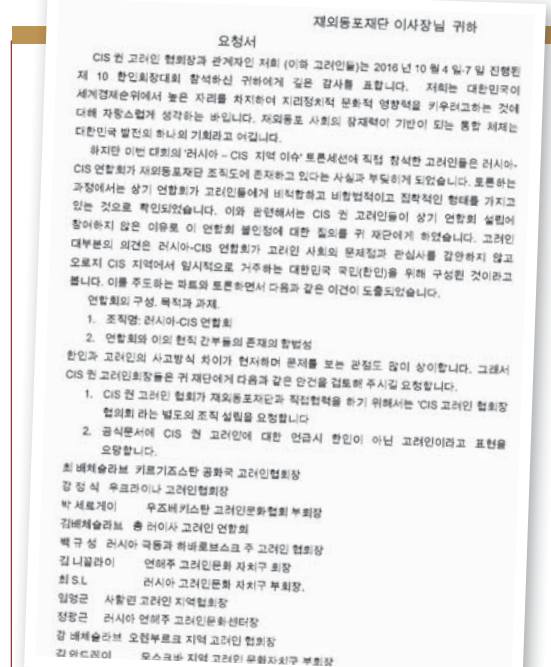 재외동포재단 이사장님 귀하
요청서
CIS 권 고려인 협회장과 관계자인 저희 (이하 고려인들)는 2016 년 10 월 4 일-7 일 진행된
제 10 한인회장대회 참석하신 귀하에게 깊은 감사를 표합니다. 저희는 대한민국이
세계경제순위에서 높은 자리를 차지하여 지리정치적 문화적 영향력을 키우려고하는 것에
대해 자랑스럽게 생각하는 바입니다. 재외동포 사회의 잠재력이 기반이 되는 통합 체제는
대한민국 발전의 하나의 기회라고 여깁니다.
하지만 이번 대회의 '러시아 – CIS 지역 이슈' 토론세션에 직접 참석한 고려인들은 러시아-
CIS 연합회가 재외동포재단 조직도에 존재하고 있다는 사실과 부딪히게 되었습니다. 토론하는
과정에서는 상기 연합회가 고려인들에게 비적합하고 비합법적이고 집착적인 형태를 가지고
있는 것으로 확인되었습니다. 이와 관련해서는 CIS 권 고려인들이 상기 연합회 설립에
참여하지 않은 이유로 이 연합회 불인정에 대한 질의를 귀 재단에게 하였습니다. 고려인
대부분의 의견은 러시아-CIS 연합회가 고려인 사회의 문제점과 관심사를 감안하지 않고
오로지 CIS 지역에서 일시적으로 거주하는 대한민국 국민(한인)을 위해 구성된 것이라고
봅니다. 이를 주도하는 파트와 토론하면서 다음과 같은 이견이 도출되었습니다.
연합회의 구성. 목적과 과제.
1. 조직명: 러시아-CIS 연합회
2. 연합회와 이외 현직 간부들의 존재의 합법성
한인과 고려인의 사고방식 차이가 현저하며 문제를 보는 관점도 많이 상이합니다. 그래서
CIS 권 고려인회장들은 귀 재단에게 다음과 같은 안건을 검토해 주시길 요청합니다.
1. CIS 권 고려인 협회가 재외동포재단과 직접협력을 하기 위해서는 'CIS 고려인 협회장
협의회 라는 별도의 조직 설립을 요청합니다
2. 공식문서에 CIS 권 고려인에 대한 언급시 한인이 아닌 고려인이라고 표현을
요망합니다.
최 배체슬라브 키르기즈스탄 공화국 고려인협회장
강 정 식 우크라이나 고려인협회장
박 세르게이 우즈베키스탄 고려인문화협회 부회장
김배체슬라브 총 러이사 고려인 연합회
백 규 성 러시아 극동과 하바로브스크 주 고려인 협회장
김 니꼴라이 연해주 고려인문화 자치구 회장
최 S.L 러시아 고려인문화 자치구 부회장.
임영군 사할린 고려인 지역협회장
정광근 러시아 연해주 고려인문화센터장
강 배체슬라브 오렌부르크 지역 고려인 협회장
김 안드레이 모스크바 지역 고려인 문화자치구 부회장